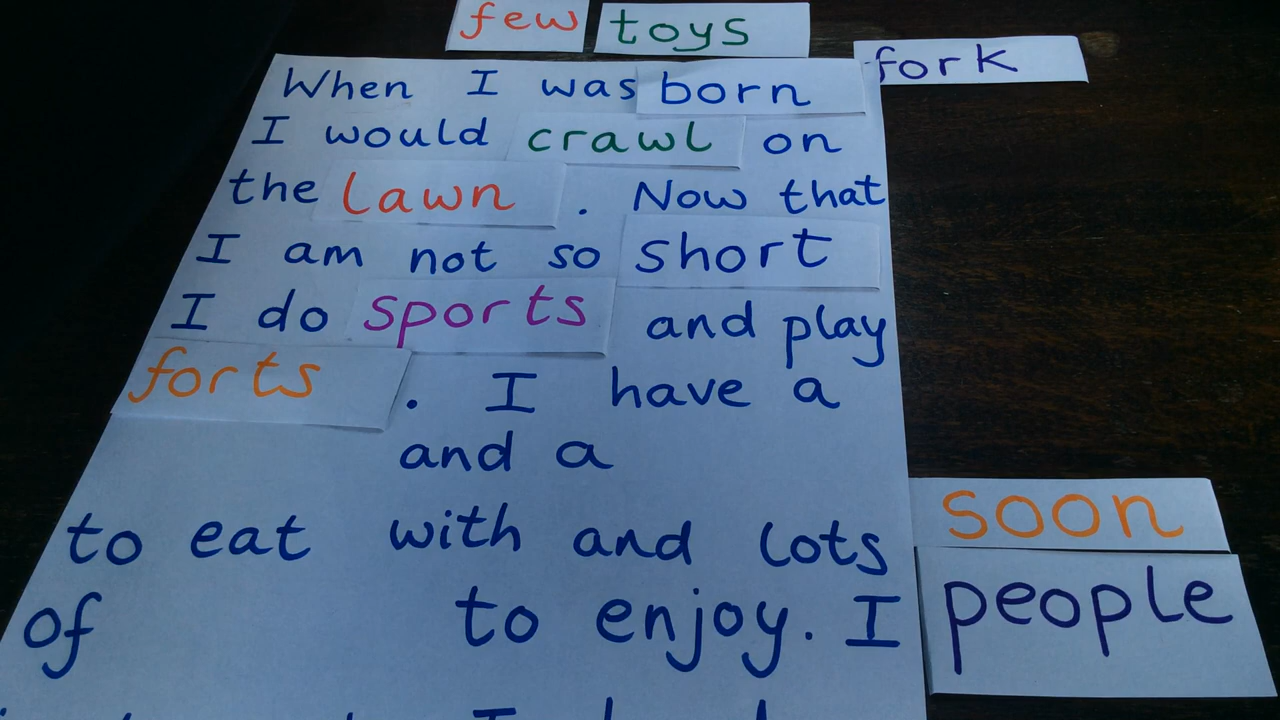 few toys
fork
When I was born
I would crawl on
the lawn . Now that
I am not so short
I do sports and play
forts . I have a
and a
soon
to eat with and lots
people
of to enjoy. I